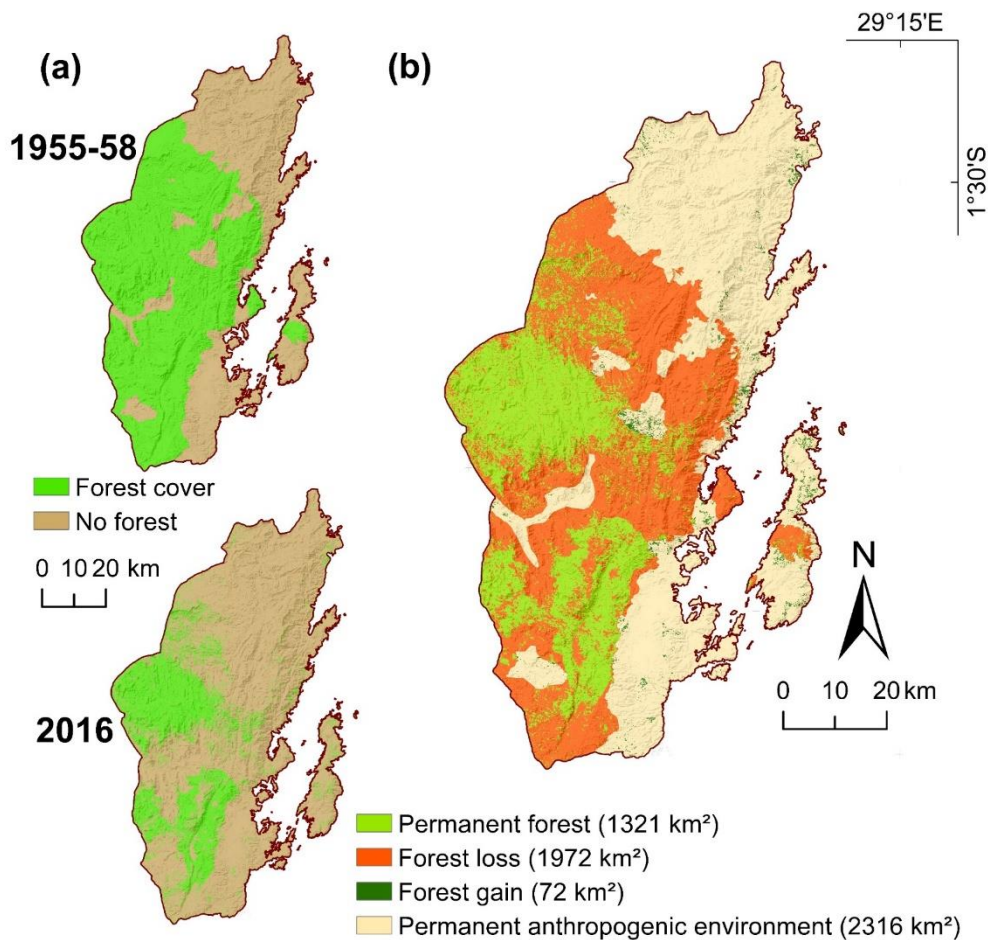 (a)
1955-58
Forest cover
No forest
0 10 20 km
2016
(b)
29°15'E
1°30'S
N
0 10 20 km
Permanent forest (1321 km²)
Forest loss (1972 km²)
Forest gain (72 km²)
Permanent anthropogenic environment (2316 km²)